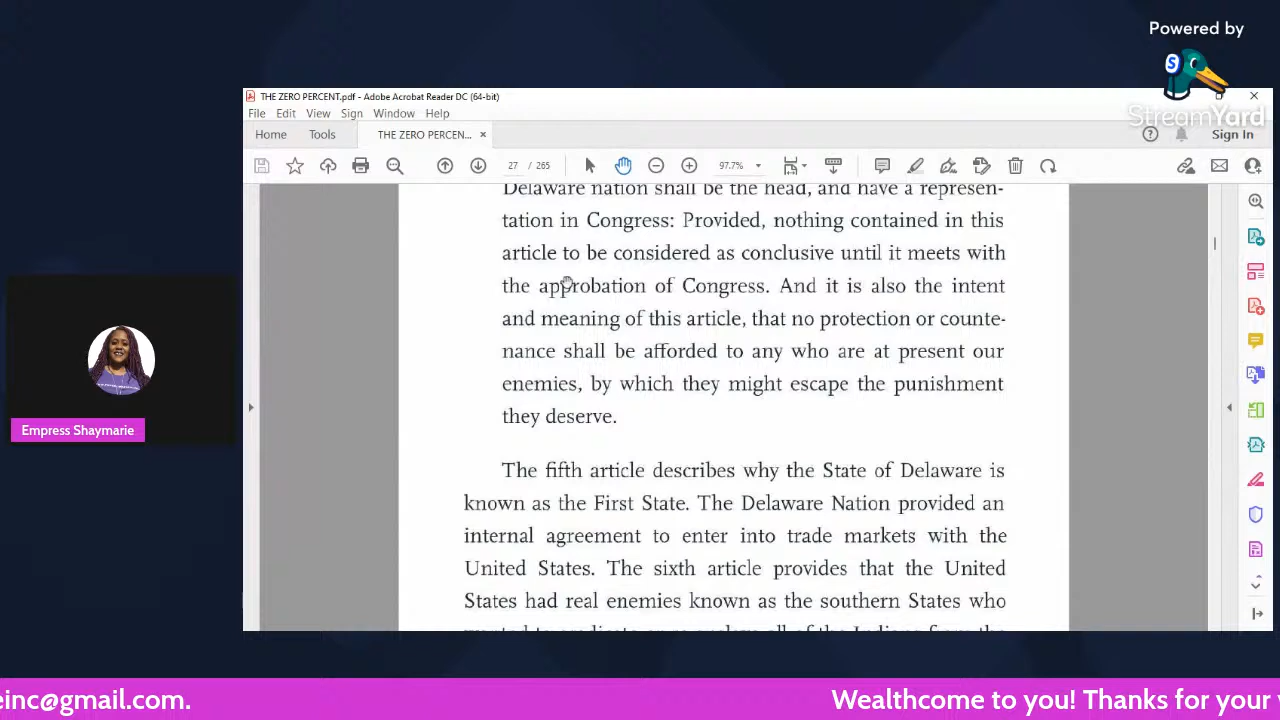 Powered by
StreamYard
THE ZERO PERCENT.pdf - Adobe Acrobat Reader DC (64-bit)
File Edit View Sign Window Help
Home Tools THE ZERO PERCEN... ×
Sign In
27 / 265
97.7%
Delaware nation shall be the head, and have a represen-
tation in Congress: Provided, nothing contained in this
article to be considered as conclusive until it meets with
the approbation of Congress. And it is also the intent
and meaning of this article, that no protection or counte-
nance shall be afforded to any who are at present our
enemies, by which they might escape the punishment
they deserve.
The fifth article describes why the State of Delaware is
known as the First State. The Delaware Nation provided an
internal agreement to enter into trade markets with the
United States. The sixth article provides that the United
States had real enemies known as the southern States who
Empress Shaymarie
einc@gmail.com.
Wealthcome to you! Thanks for your